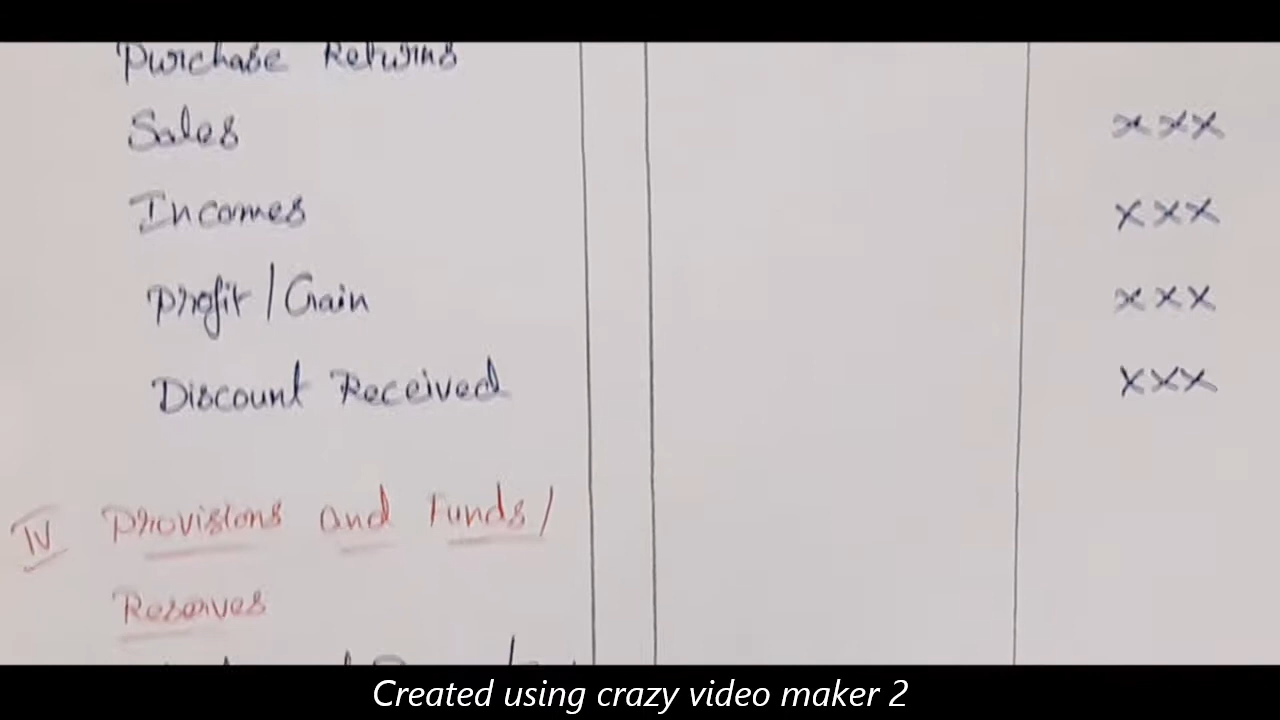 Purchase Returns
Sales xxx
Incomes xxx
Profit / Gain xxx
Discount Received xxx
IV Provisions and Funds /
Reserves
Created using crazy video maker 2